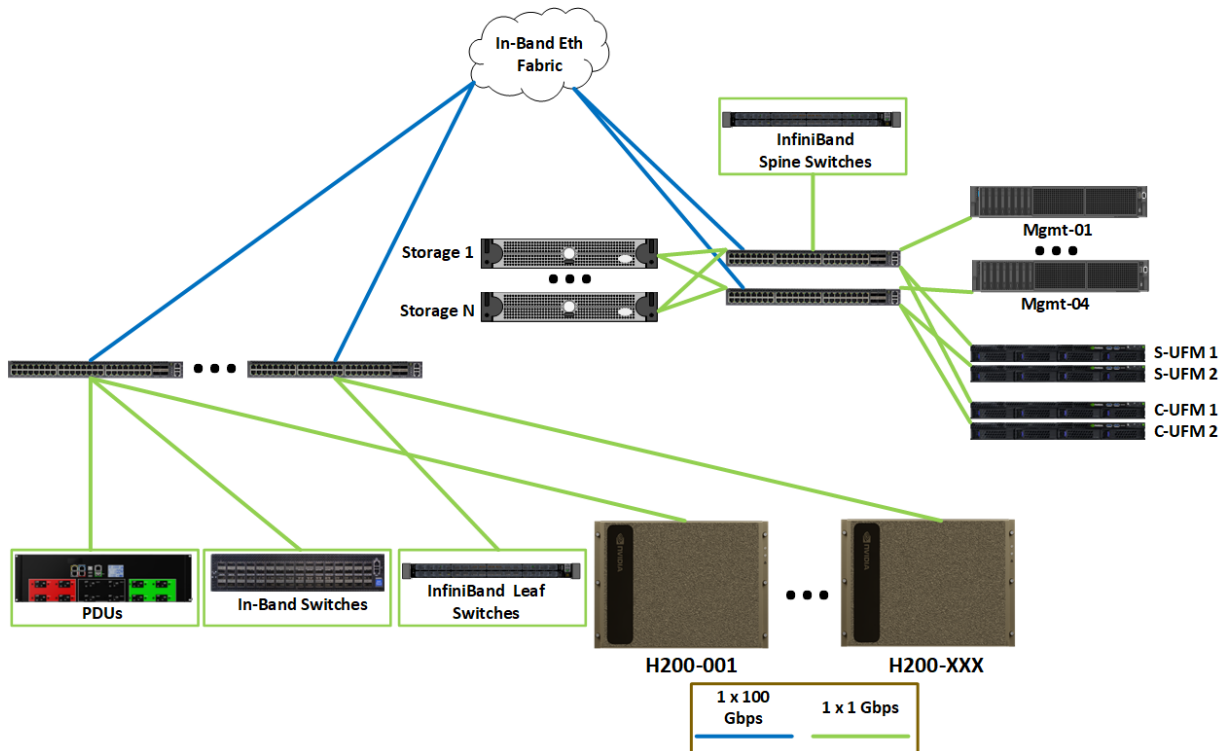 In-Band Eth
Fabric
InfiniBand
Spine Switches
Mgmt-01
Storage 1
Mgmt-04
Storage N
S-UFM 1
S-UFM 2
C-UFM 1
C-UFM 2
PDUs
In-Band Switches
InfiniBand Leaf
Switches
NVIDIA
NVIDIA
H200-001
H200-XXX
1 x 100
Gbps
1 x 1 Gbps